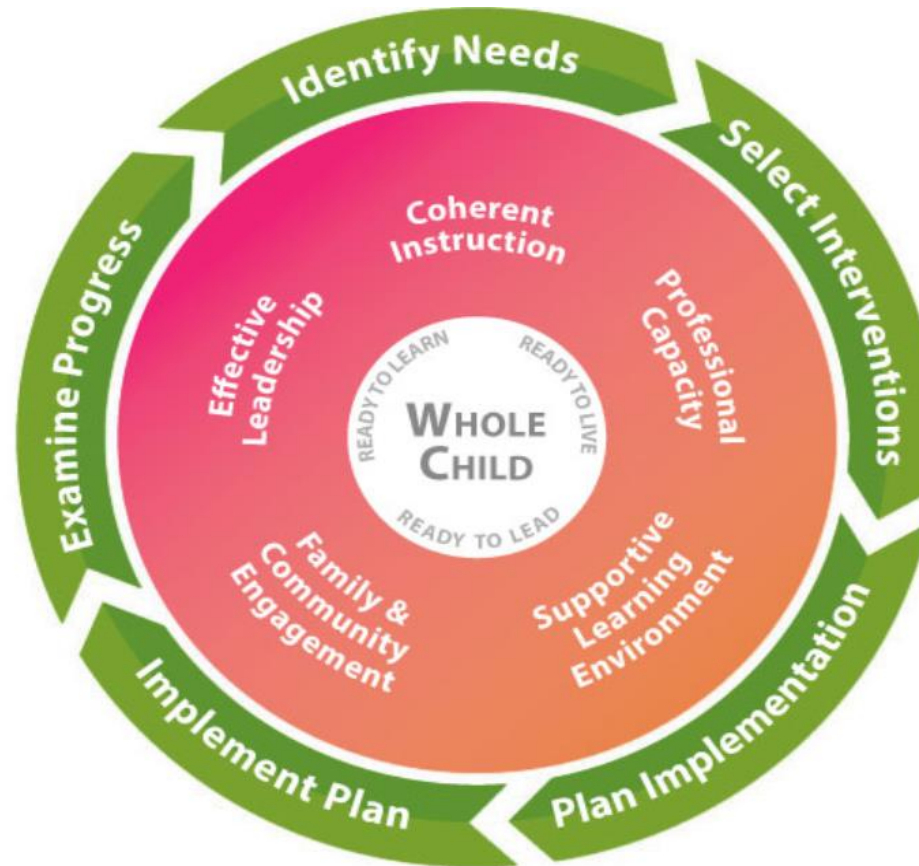 Identify Needs
Select Interventions
Plan Implementation
Implement Plan
Examine Progress
Coherent
Instruction
Professional
Capacity
Supportive
Learning
Environment
Family &
Community
Engagement
Effective
Leadership
READY TO LEARN
READY TO LIVE
WHOLE
CHILD
READY TO LEAD